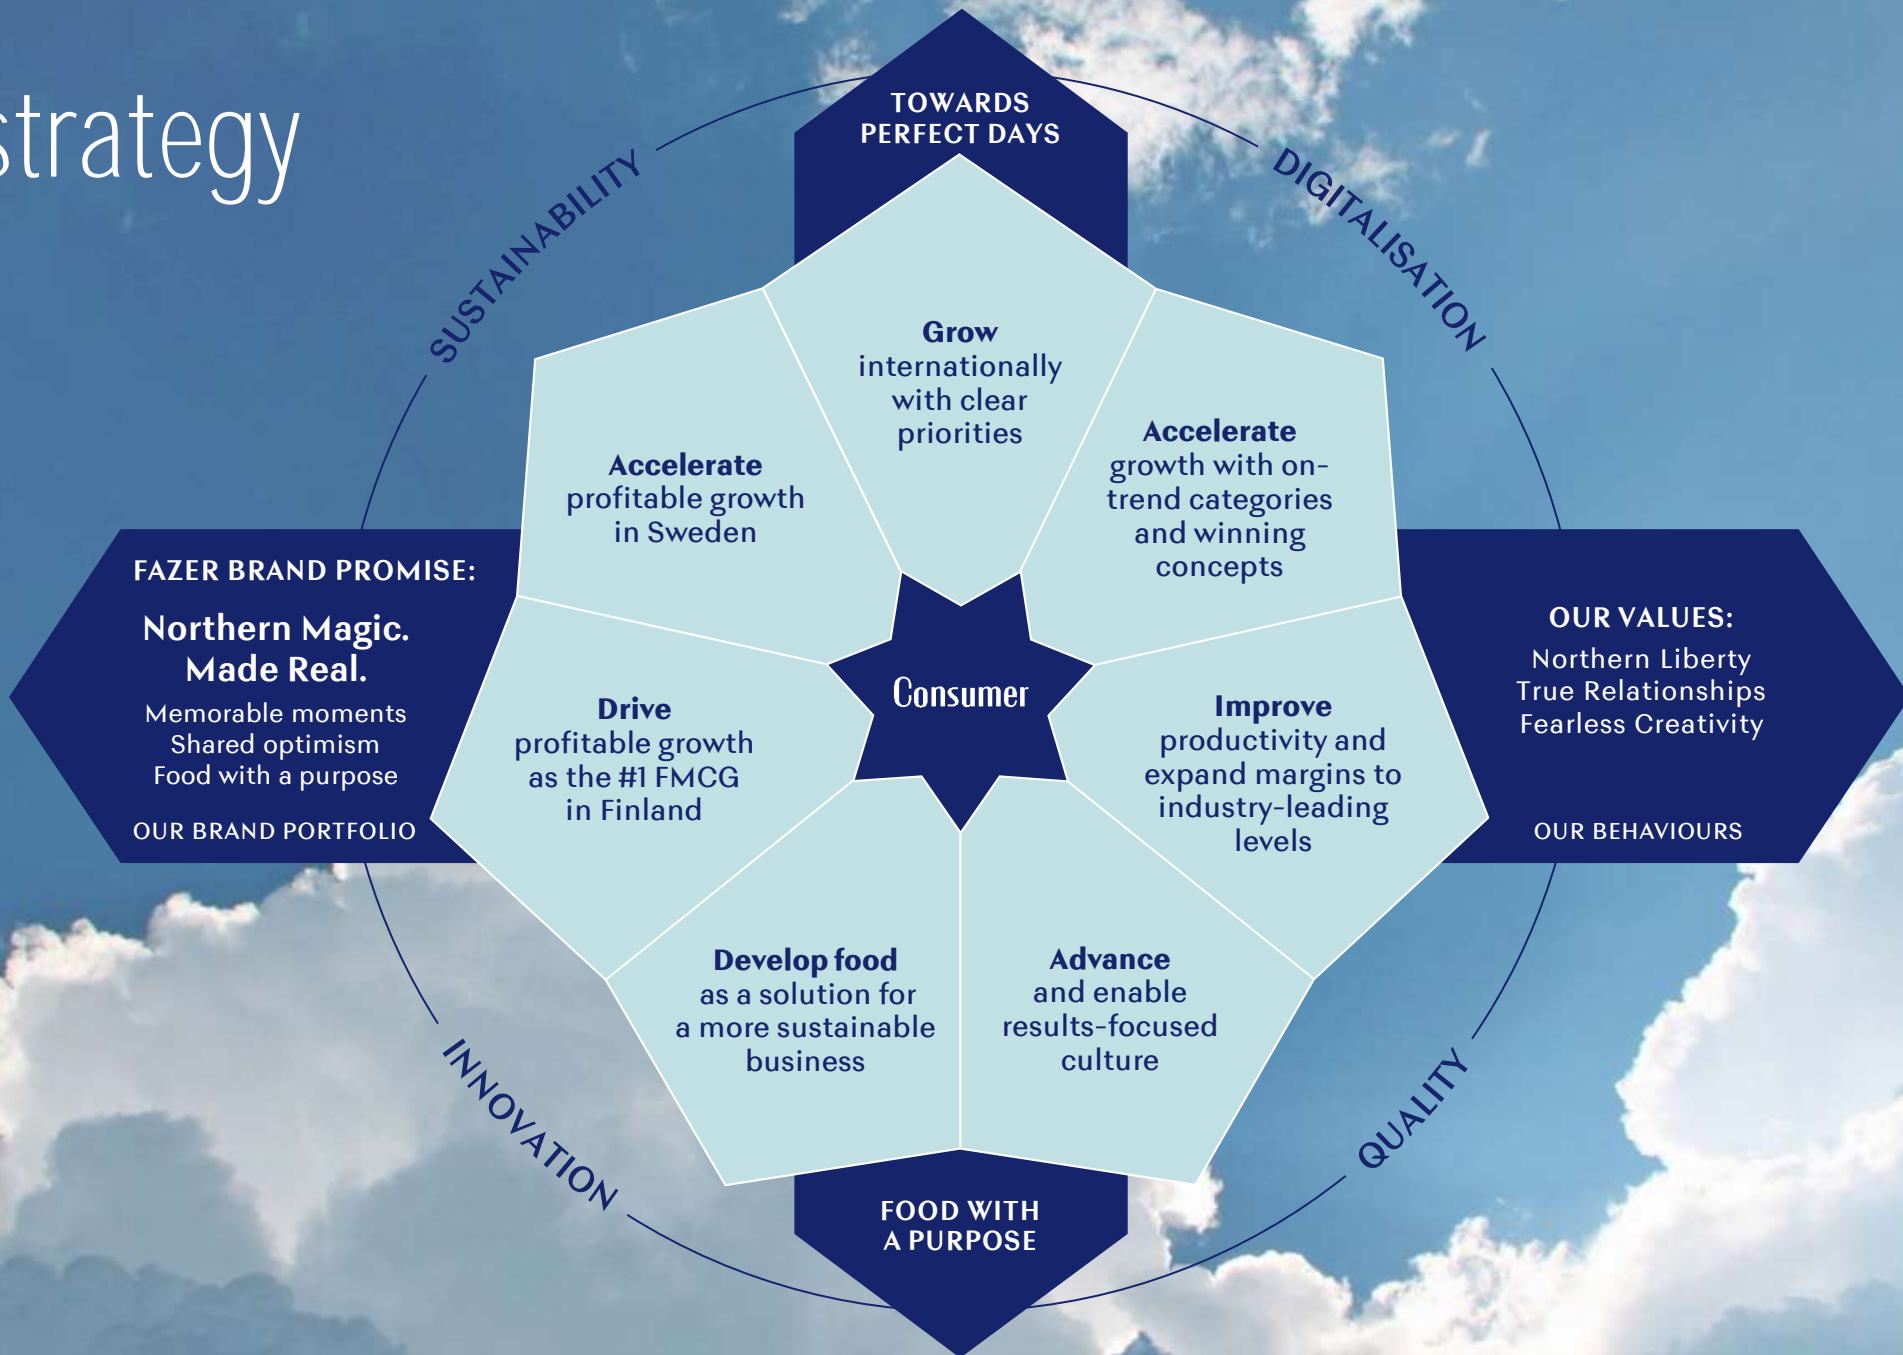 strategy
TOWARDS
PERFECT DAYS
SUSTAINABILITY
DIGITALISATION
Grow
internationally
with clear
priorities
Accelerate
profitable growth
in Sweden
Accelerate
growth with on-
trend categories
and winning
concepts
FAZER BRAND PROMISE:
Northern Magic.
Made Real.
Memorable moments
Shared optimism
Food with a purpose
OUR BRAND PORTFOLIO
Drive
profitable growth
as the #1 FMCG
in Finland
Consumer
Improve
productivity and
expand margins to
industry-leading
levels
OUR VALUES:
Northern Liberty
True Relationships
Fearless Creativity
OUR BEHAVIOURS
Develop food
as a solution for
a more sustainable
business
Advance
and enable
results-focused
culture
INNOVATION
QUALITY
FOOD WITH
A PURPOSE